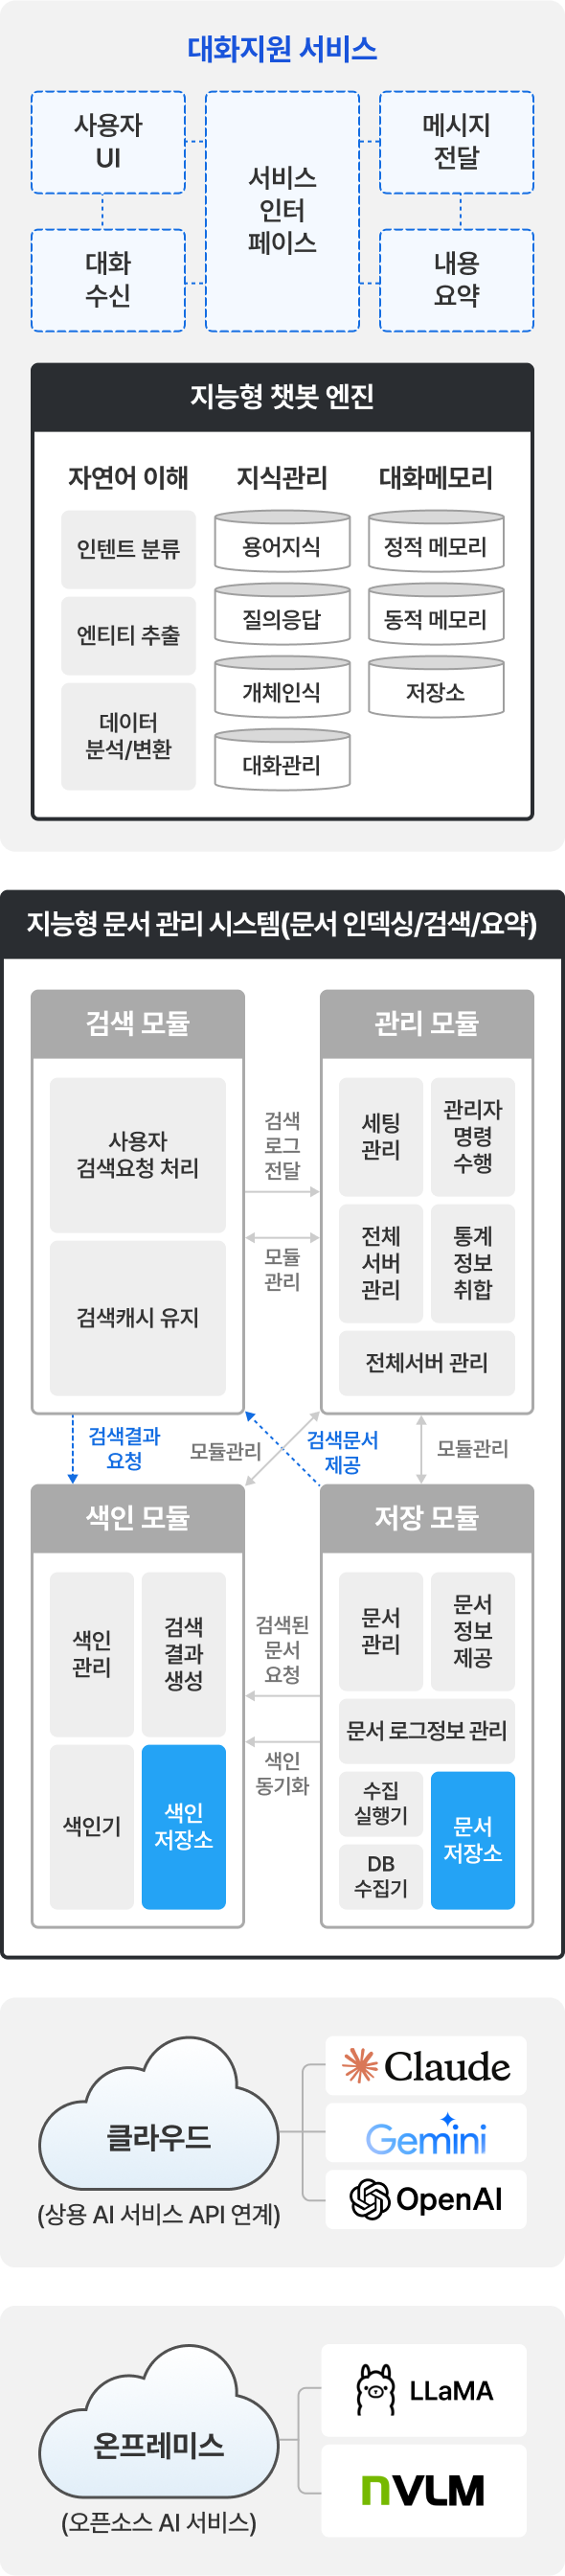 대화지원 서비스
사용자
UI
서비스
인터
페이스
메시지
전달
대화
수신
내용
요약
지능형 챗봇 엔진
자연어 이해
인텐트 분류
엔티티 추출
데이터
분석/변환
지식관리
용어지식
질의응답
개체인식
대화관리
대화메모리
정적 메모리
동적 메모리
저장소
지능형 문서 관리 시스템(문서 인덱싱/검색/요약)
검색 모듈
사용자
검색요청 처리
검색캐시 유지
검색
로그
전달
모듈
관리
관리 모듈
세팅
관리
관리자
명령
수행
전체
서버
관리
통계
정보
취합
전체서버 관리
검색결과
요청
모듈관리
검색문서
제공
모듈관리
색인 모듈
색인
관리
검색
결과
생성
색인기
색인
저장소
검색된
문서
요청
색인
동기화
저장 모듈
문서
관리
문서
정보
제공
문서 로그정보 관리
수집
실행기
DB
수집기
문서
저장소
클라우드
(상용 AI 서비스 API 연계)
Claude
Gemini
OpenAI
온프레미스
(오픈소스 AI 서비스)
LLaMA
nVLM